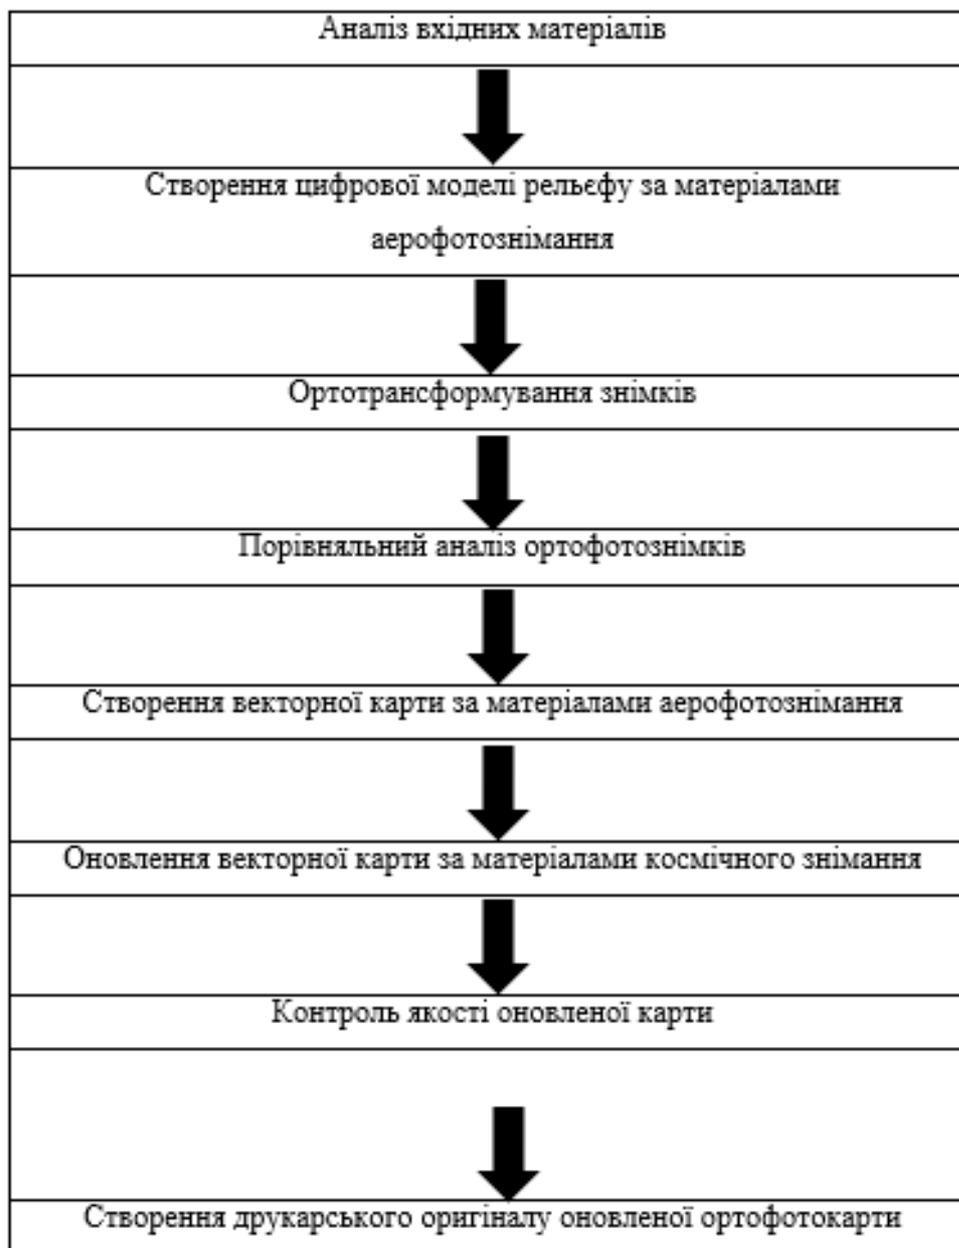 Аналіз вхідних матеріалів
Створення цифрової моделі рельєфу за матеріалами
аерофотознімання
Ортотрансформування знімків
Порівняльний аналіз ортофотознімків
Створення векторної карти за матеріалами аерофотознімання
Оновлення векторної карти за матеріалами космічного знімання
Контроль якості оновленої карти
Створення друкарського оригіналу оновленої ортофотокарти